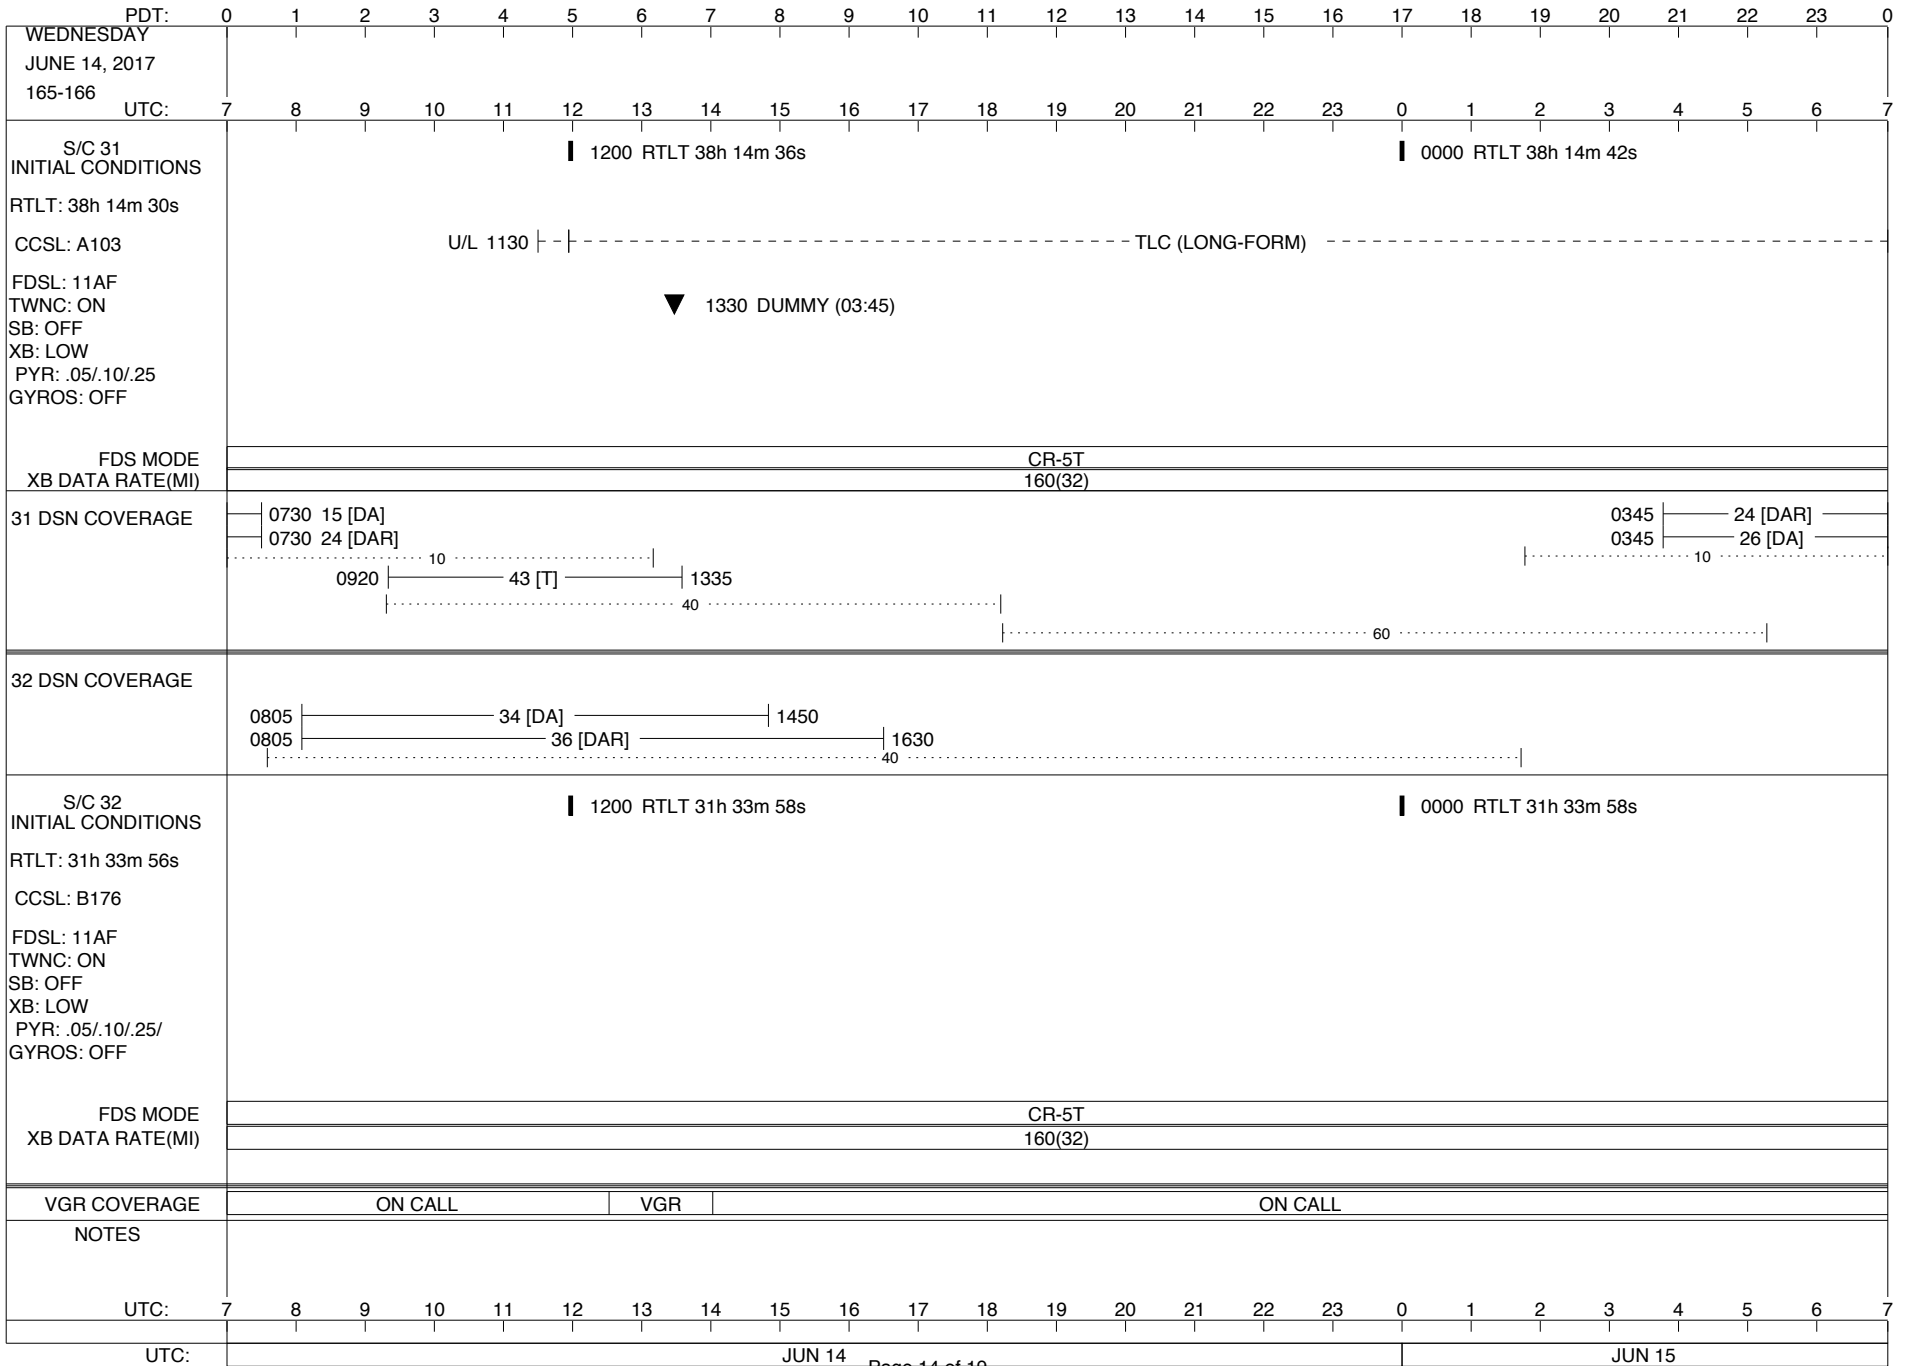 PDT: 0 1 2 3 4 5 6 7 8 9 10 11 12 13 14 15 16 17 18 19 20 21 22 23 0
WEDNESDAY
JUNE 14, 2017
165-166
UTC: 7 8 9 10 11 12 13 14 15 16 17 18 19 20 21 22 23 0 1 2 3 4 5 6 7
S/C 31
INITIAL CONDITIONS
1200 RTLT 38h 14m 36s
0000 RTLT 38h 14m 42s
RTLT: 38h 14m 30s
CCSL: A103
U/L 1130
TLC (LONG-FORM)
FDSL: 11AF
TWNC: ON
1330 DUMMY (03:45)
SB: OFF
XB: LOW
PYR: .05/.10/.25
GYROS: OFF
FDS MODE
CR-5T
XB DATA RATE(MI)
160(32)
31 DSN COVERAGE
0730 15 [DA]
0345 24 [DAR]
0730 24 [DAR]
0345 26 [DA]
10
10
0920 43 [T] 1335
40
60
32 DSN COVERAGE
0805 34 [DA] 1450
0805 36 [DAR] 1630
40
S/C 32
INITIAL CONDITIONS
1200 RTLT 31h 33m 58s
0000 RTLT 31h 33m 58s
RTLT: 31h 33m 56s
CCSL: B176
FDSL: 11AF
TWNC: ON
SB: OFF
XB: LOW
PYR: .05/.10/.25/
GYROS: OFF
FDS MODE
CR-5T
XB DATA RATE(MI)
160(32)
VGR COVERAGE
ON CALL VGR ON CALL
NOTES
UTC: 7 8 9 10 11 12 13 14 15 16 17 18 19 20 21 22 23 0 1 2 3 4 5 6 7
UTC: JUN 14 JUN 15
Page 14 of 19